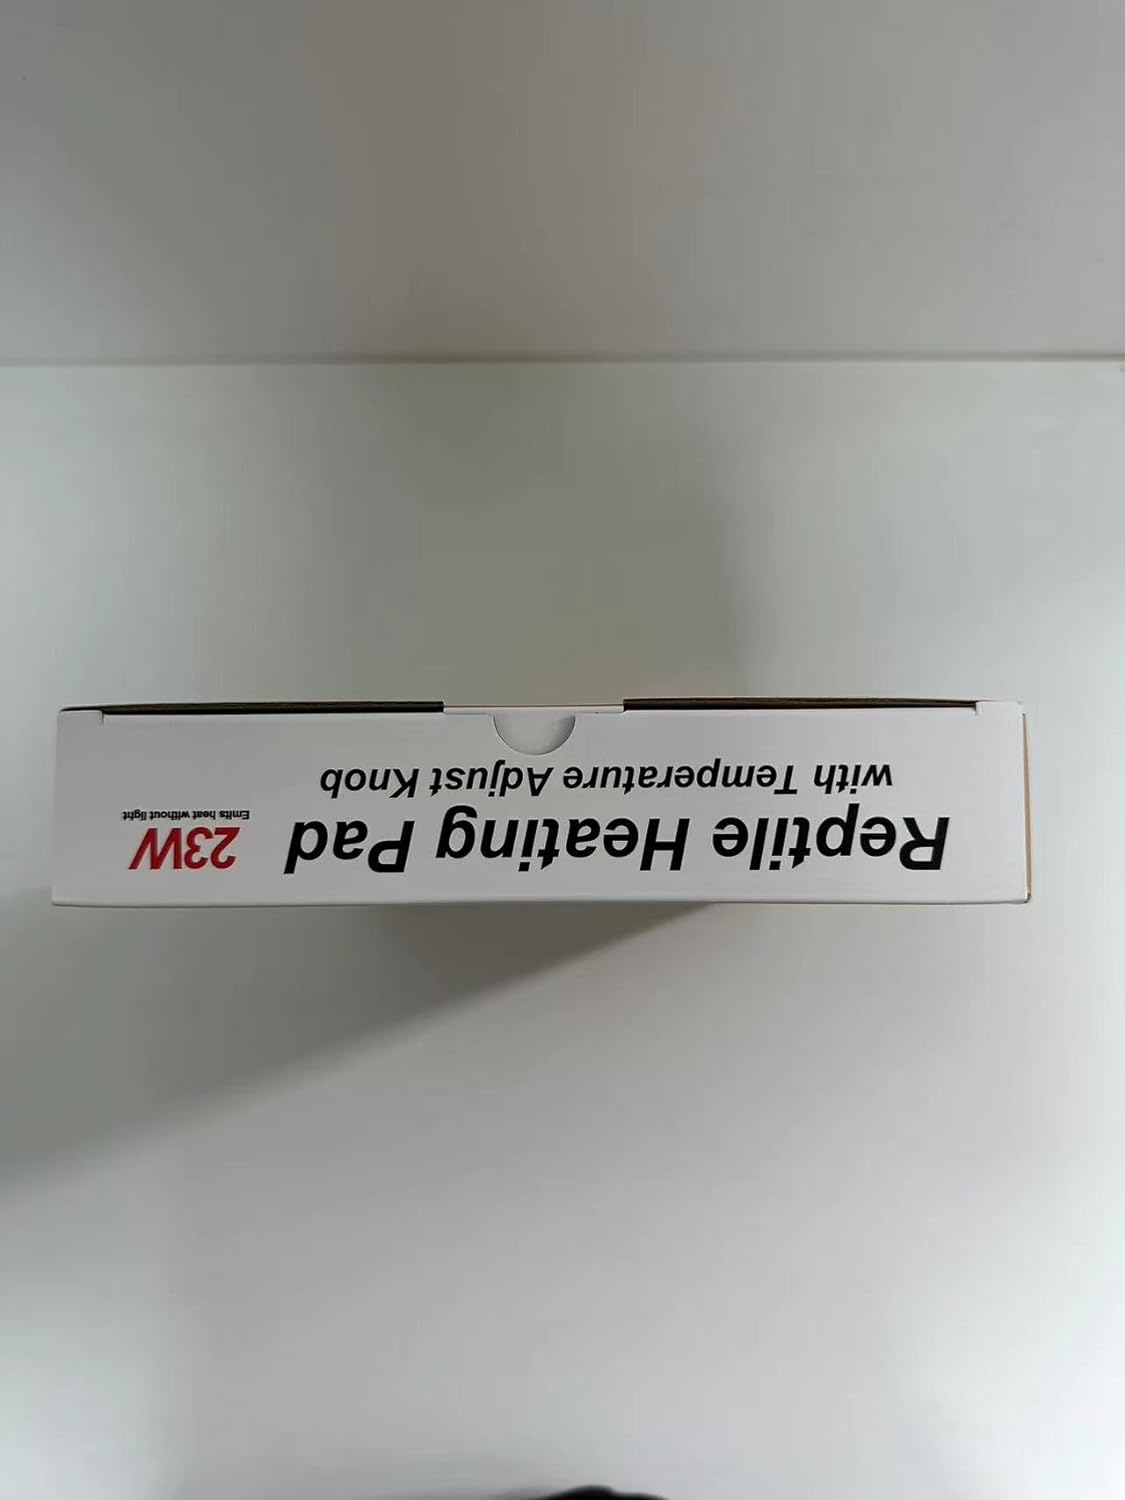 Reptile Heating Pad
with Temperature Adjust Knob
23W
Emits heat without light